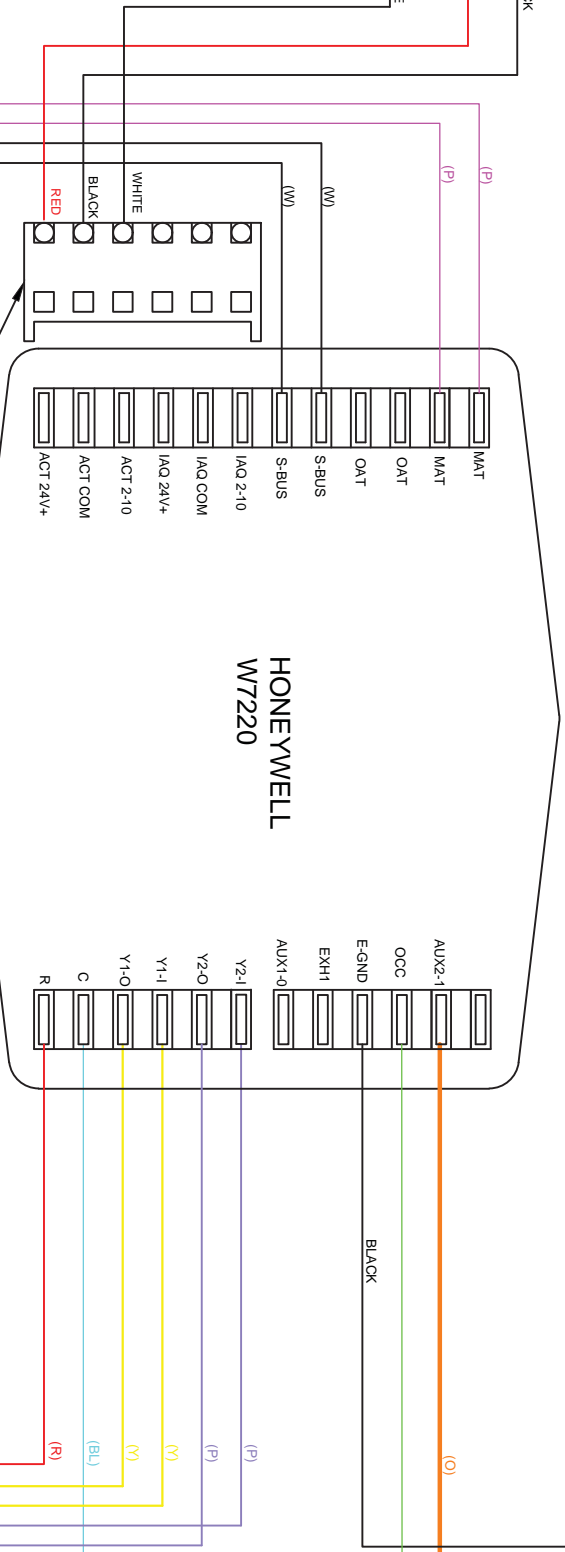 CK
RED
BLACK
WHITE
(W)
(W)
(P)
(P)
ACT 24V+
ACT COM
ACT 2-10
IAQ 24V+
IAQ COM
IAQ 2-10
S-BUS
S-BUS
OAT
OAT
MAT
MAT
HONEYWELL
W7220
R
C
Y1-O
Y1-I
Y2-O
Y2-I
AUX1-0
EXH1
E-GND
OCC
AUX2-1
BLACK
(R)
(BL)
(Y)
(Y)
(P)
(P)
(O)